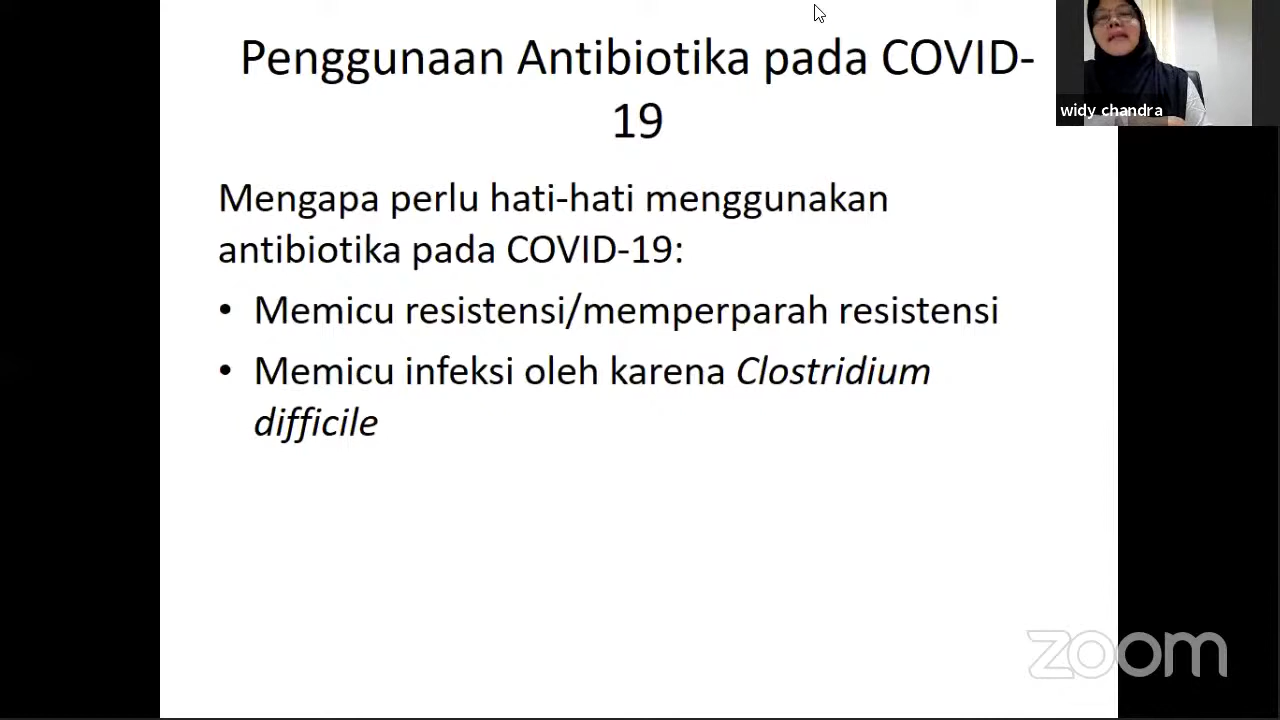 Penggunaan Antibiotika pada COVID-
19
widy chandra
Mengapa perlu hati-hati menggunakan
antibiotika pada COVID-19:
• Memicu resistensi/memperparah resistensi
• Memicu infeksi oleh karena Clostridium
difficile
zoom